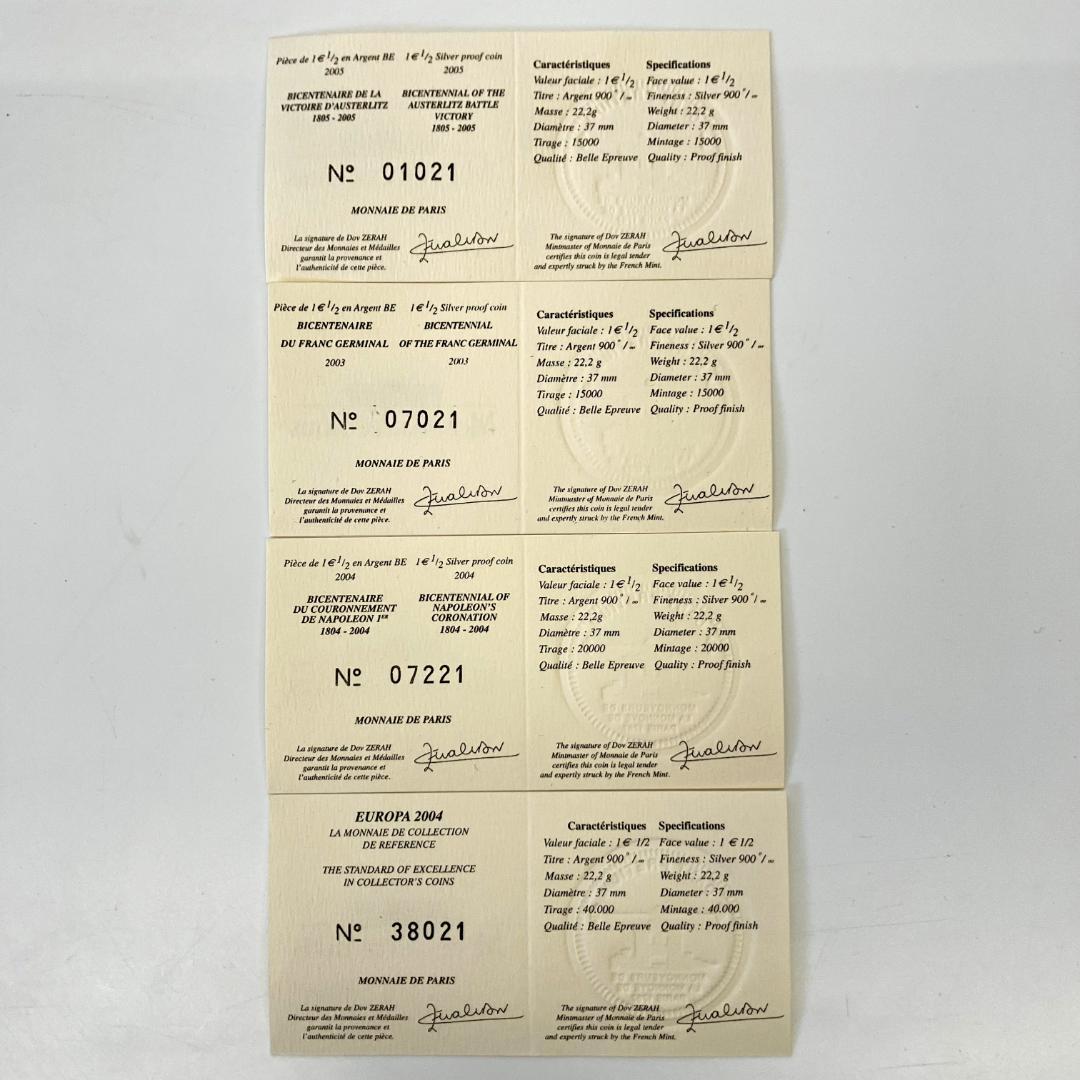 Pièce de 1€1/2 en Argent BE
2005
BICENTENAIRE DE LA
VICTOIRE D'AUSTERLITZ
1805 - 2005
1€1/2 Silver proof coin
2005
BICENTENNIAL OF THE
AUSTERLITZ BATTLE
VICTORY
1805 - 2005
Nº 01021
MONNAIE DE PARIS
La signature de Dov ZERAH
Directeur des Monnaies et Médailles
garantit la provenance et
l'authenticité de cette pièce.
Caractéristiques
Valeur faciale : 1€1/2
Titre : Argent 900°/∞
Masse : 22,2g
Diamètre : 37 mm
Tirage : 15000
Qualité : Belle Epreuve
Specifications
Face value : 1€1/2
Fineness : Silver 900°/∞
Weight : 22,2 g
Diameter : 37 mm
Mintage : 15000
Quality : Proof finish
The signature of Dov ZERAH
Mintmaster of Monnaie de Paris
certifies this coin is legal tender
and expertly struck by the French Mint.
Pièce de 1€1/2 en Argent BE
BICENTENAIRE
DU FRANC GERMINAL
2003
1€1/2 Silver proof coin
BICENTENNIAL
OF THE FRANC GERMINAL
2003
Nº 07021
MONNAIE DE PARIS
La signature de Dov ZERAH
Directeur des Monnaies et Médailles
garantit la provenance et
l'authenticité de cette pièce.
Caractéristiques
Valeur faciale : 1€1/2
Titre : Argent 900°/∞
Masse : 22,2 g
Diamètre : 37 mm
Tirage : 15000
Qualité : Belle Epreuve
Specifications
Face value : 1€1/2
Fineness : Silver 900°/∞
Weight : 22,2 g
Diameter : 37 mm
Mintage : 15000
Quality : Proof finish
The signature of Dov ZERAH
Mintmaster of Monnaie de Paris
certifies this coin is legal tender
and expertly struck by the French Mint.
Pièce de 1€1/2 en Argent BE
2004
BICENTENAIRE
DU COURONNEMENT
DE NAPOLEON 1ER
1804 - 2004
1€1/2 Silver proof coin
2004
BICENTENNIAL OF
NAPOLEON'S
CORONATION
1804 - 2004
Nº 07221
MONNAIE DE PARIS
La signature de Dov ZERAH
Directeur des Monnaies et Médailles
garantit la provenance et
l'authenticité de cette pièce.
Caractéristiques
Valeur faciale : 1€1/2
Titre : Argent 900°/∞
Masse : 22,2g
Diamètre : 37 mm
Tirage : 20000
Qualité : Belle Epreuve
Specifications
Face value : 1€1/2
Fineness : Silver 900°/∞
Weight : 22,2 g
Diameter : 37 mm
Mintage : 20000
Quality : Proof finish
The signature of Dov ZERAH
Mintmaster of Monnaie de Paris
certifies this coin is legal tender
and expertly struck by the French Mint.
EUROPA 2004
LA MONNAIE DE COLLECTION
DE REFERENCE
THE STANDARD OF EXCELLENCE
IN COLLECTOR'S COINS
Nº 38021
MONNAIE DE PARIS
La signature de Dov ZERAH
Directeur des Monnaies et Médailles
garantit la provenance et
l'authenticité de cette pièce.
Caractéristiques
Valeur faciale : 1€ 1/2
Titre : Argent 900°/∞
Masse : 22,2 g
Diamètre : 37 mm
Tirage : 40.000
Qualité : Belle Epreuve
Specifications
Face value : 1 €1/2
Fineness : Silver 900°/∞
Weight : 22,2 g
Diameter : 37 mm
Mintage : 40.000
Quality : Proof finish
The signature of Dov ZERAH
Mintmaster of Monnaie de Paris
certifies this coin is legal tender
and expertly struck by the French Mint.